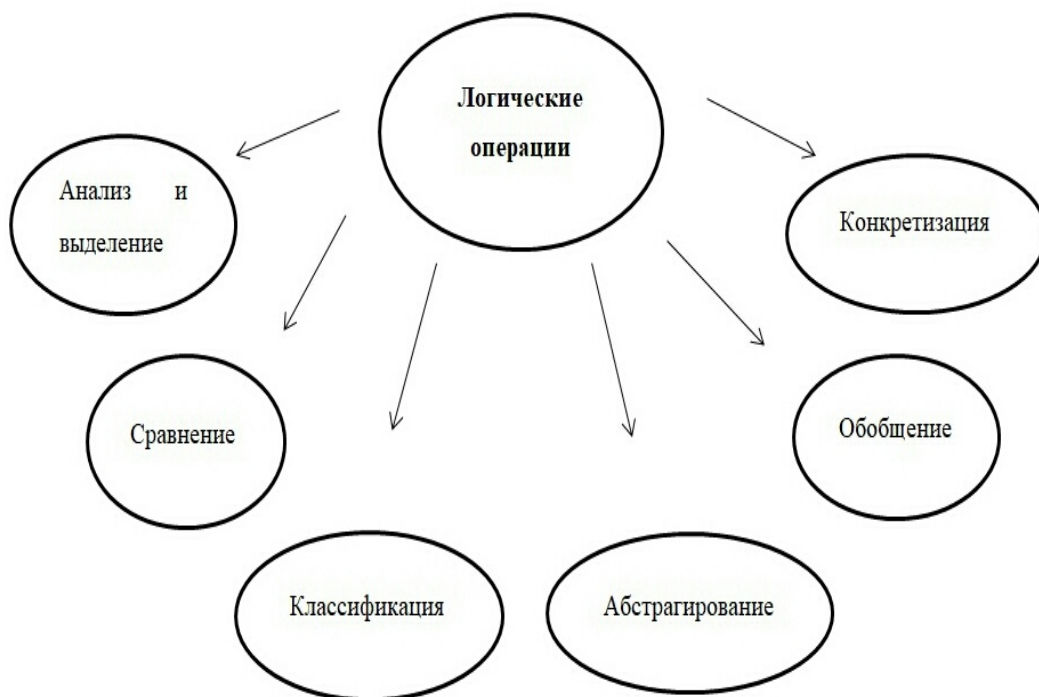 Логические
операции
Анализ и
выделение
Конкретизация
Сравнение
Обобщение
Классификация
Абстрагирование